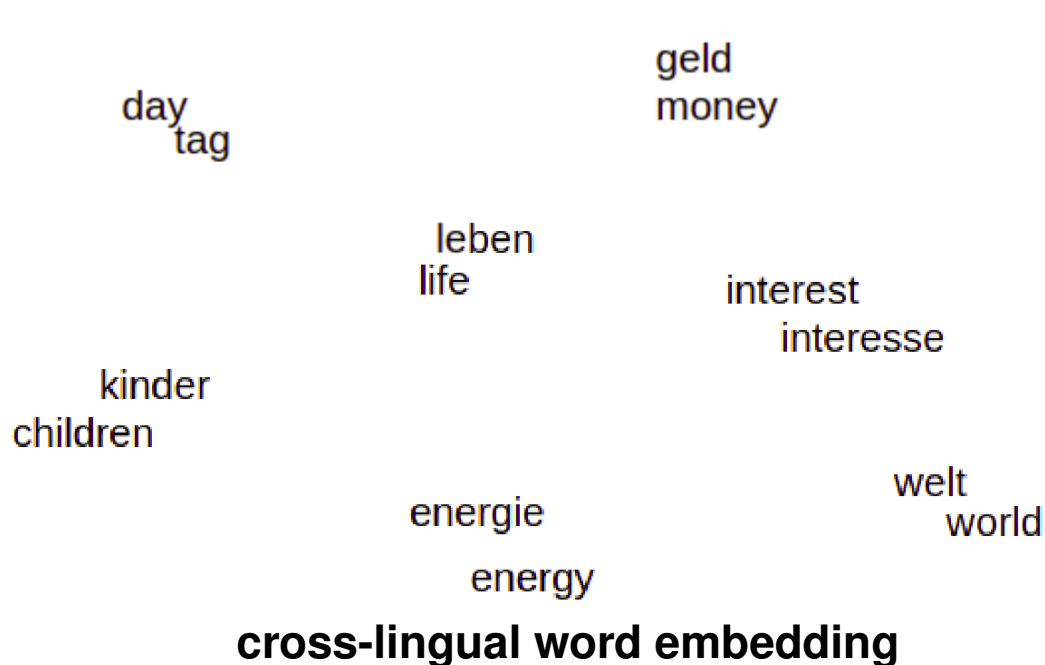 geld
day
money
tag
leben
life
interest
interesse
kinder
children
welt
energie
world
energy
cross-lingual word embedding